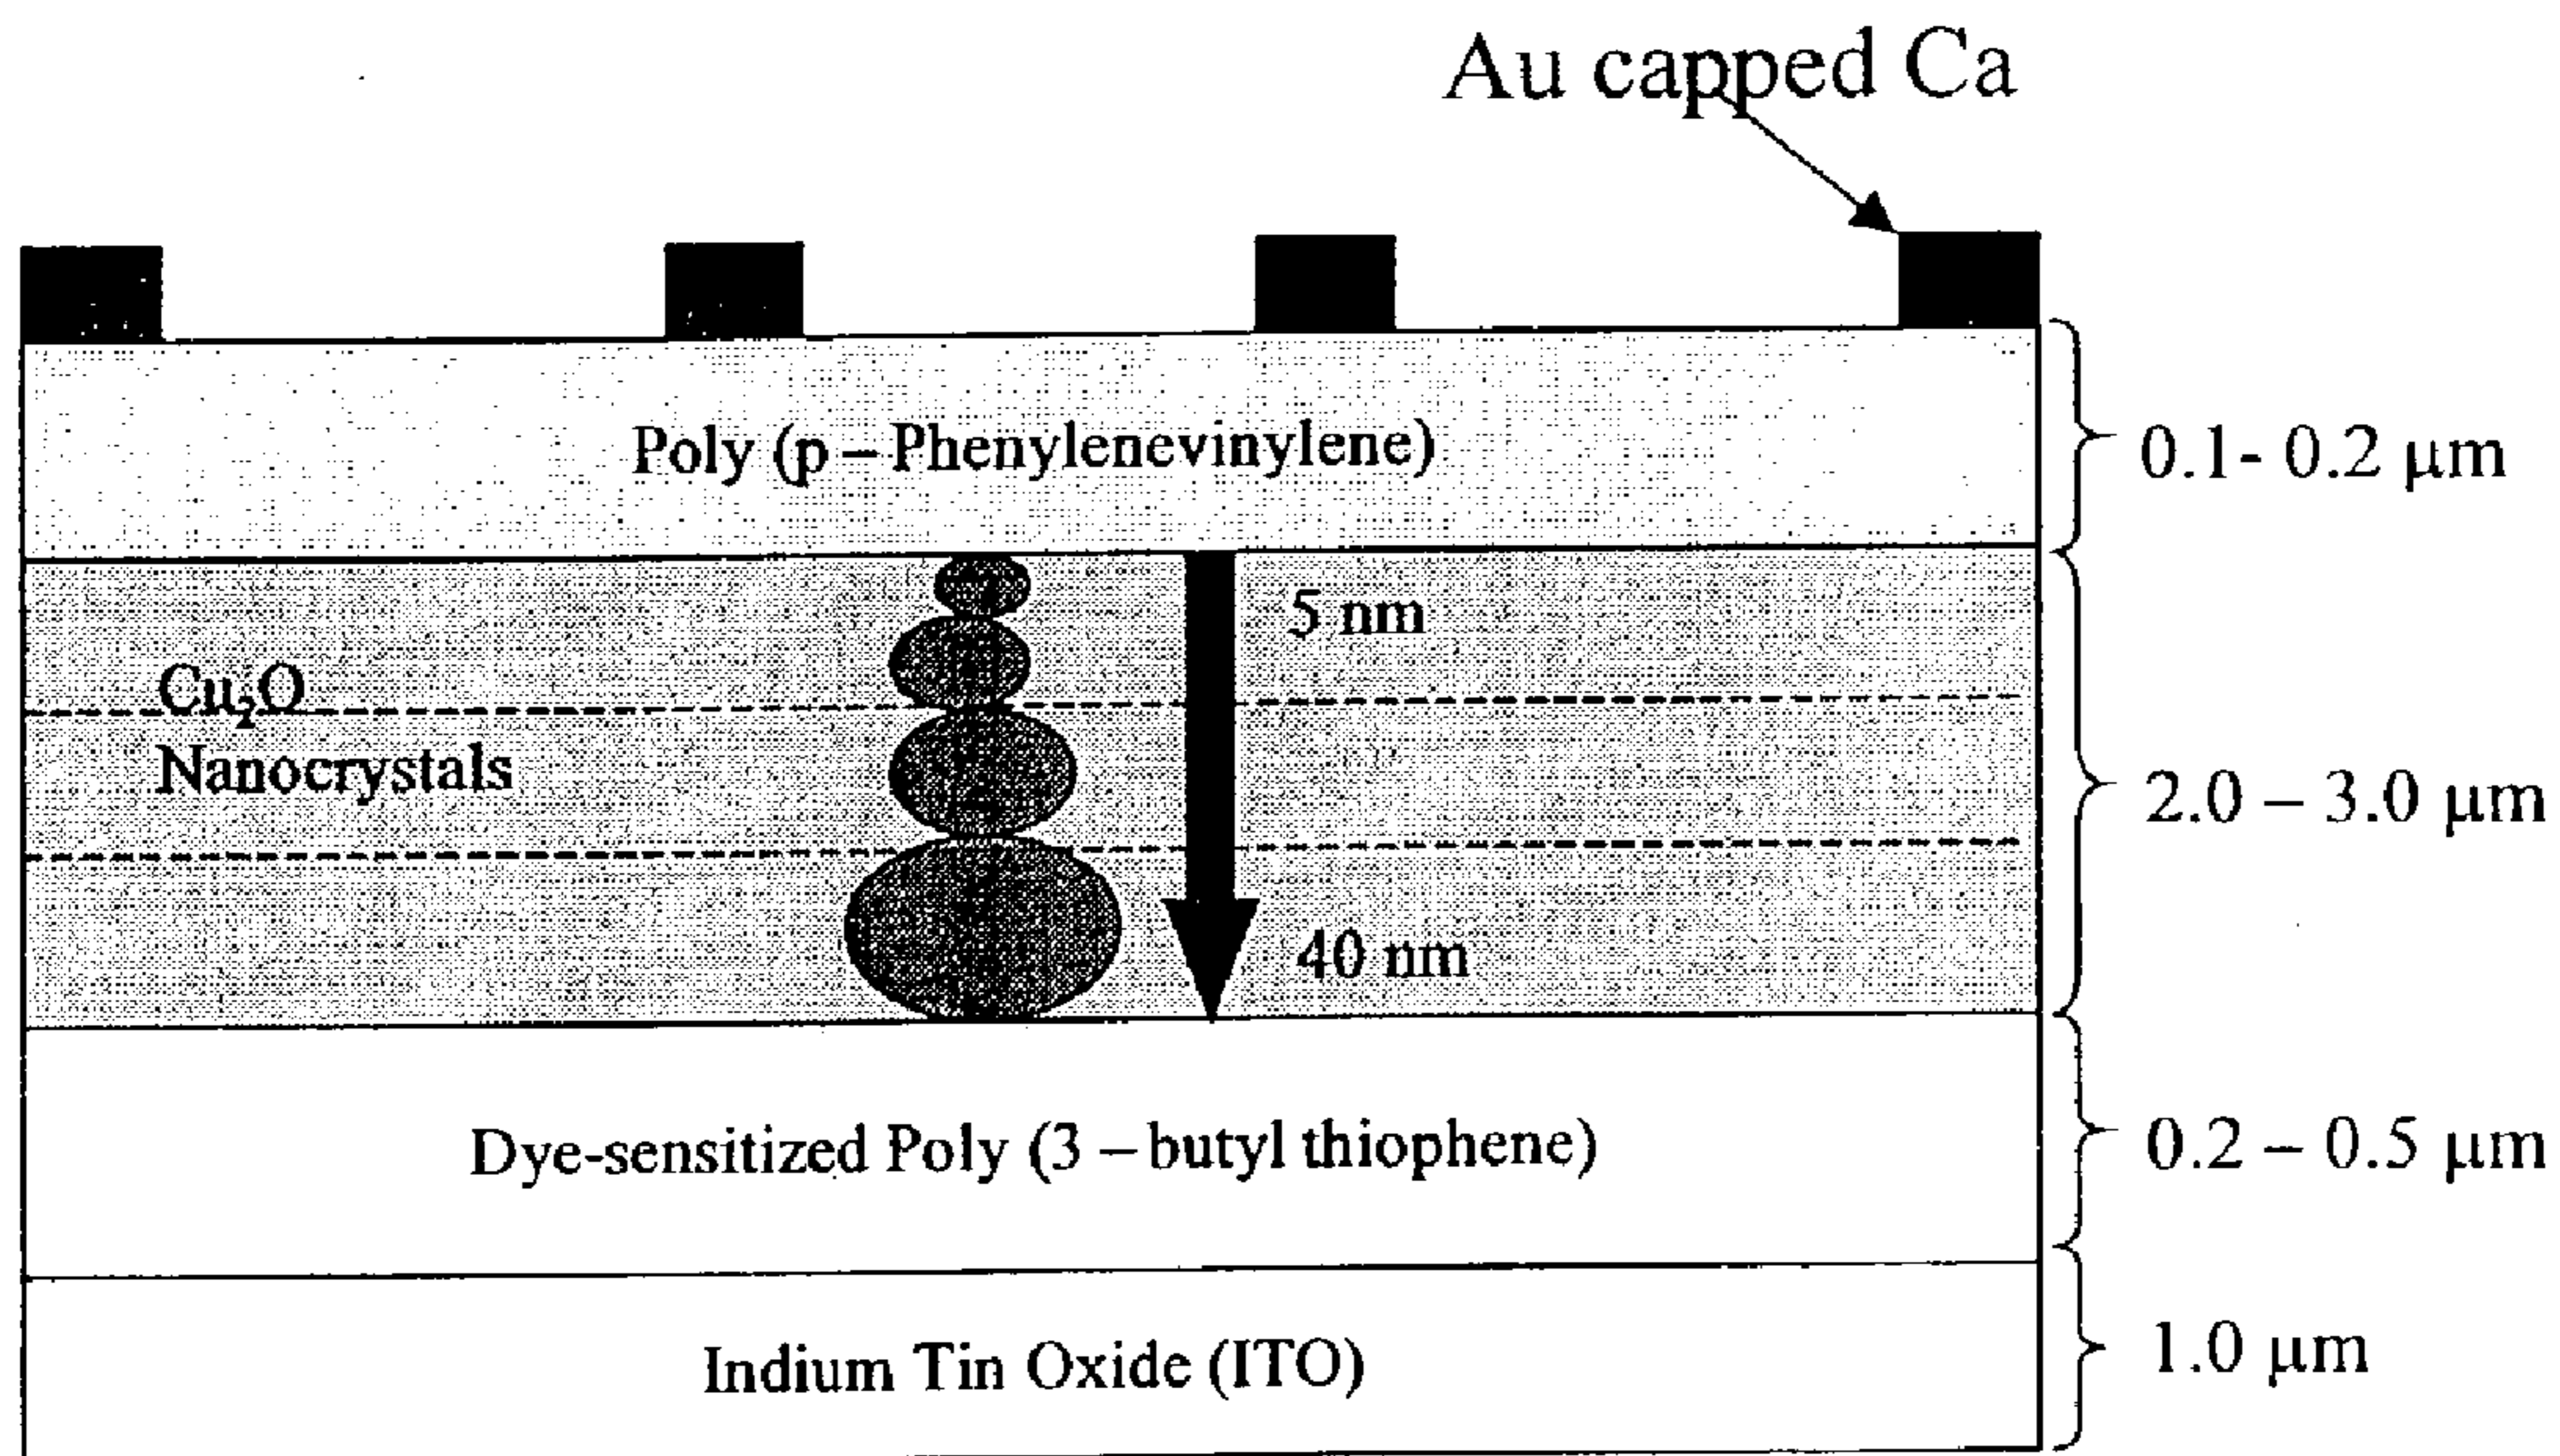 Au capped Ca
Poly (p – Phenylenevinylene)
0.1- 0.2 μm
5 nm
Cu₂O
Nanocrystals
2.0 – 3.0 μm
40 nm
Dye-sensitized Poly (3 – butyl thiophene)
0.2 – 0.5 μm
Indium Tin Oxide (ITO)
1.0 μm